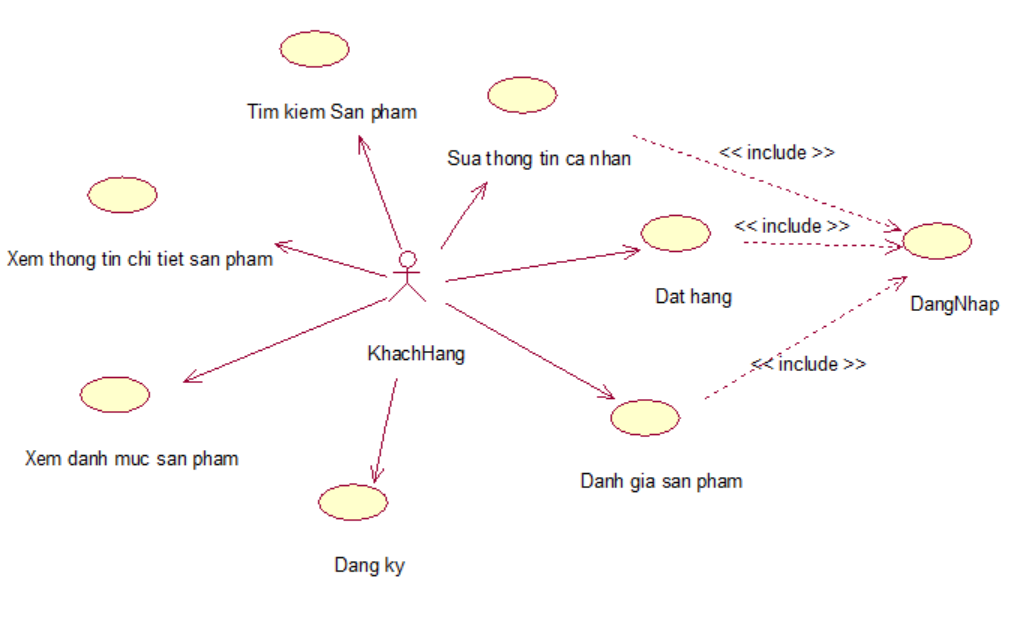 Tim kiem San pham
Sua thong tin ca nhan
<< include >>
<< include >>
Xem thong tin chi tiet san pham
Dat hang
DangNhap
KhachHang
<< include >>
Xem danh muc san pham
Danh gia san pham
Dang ky